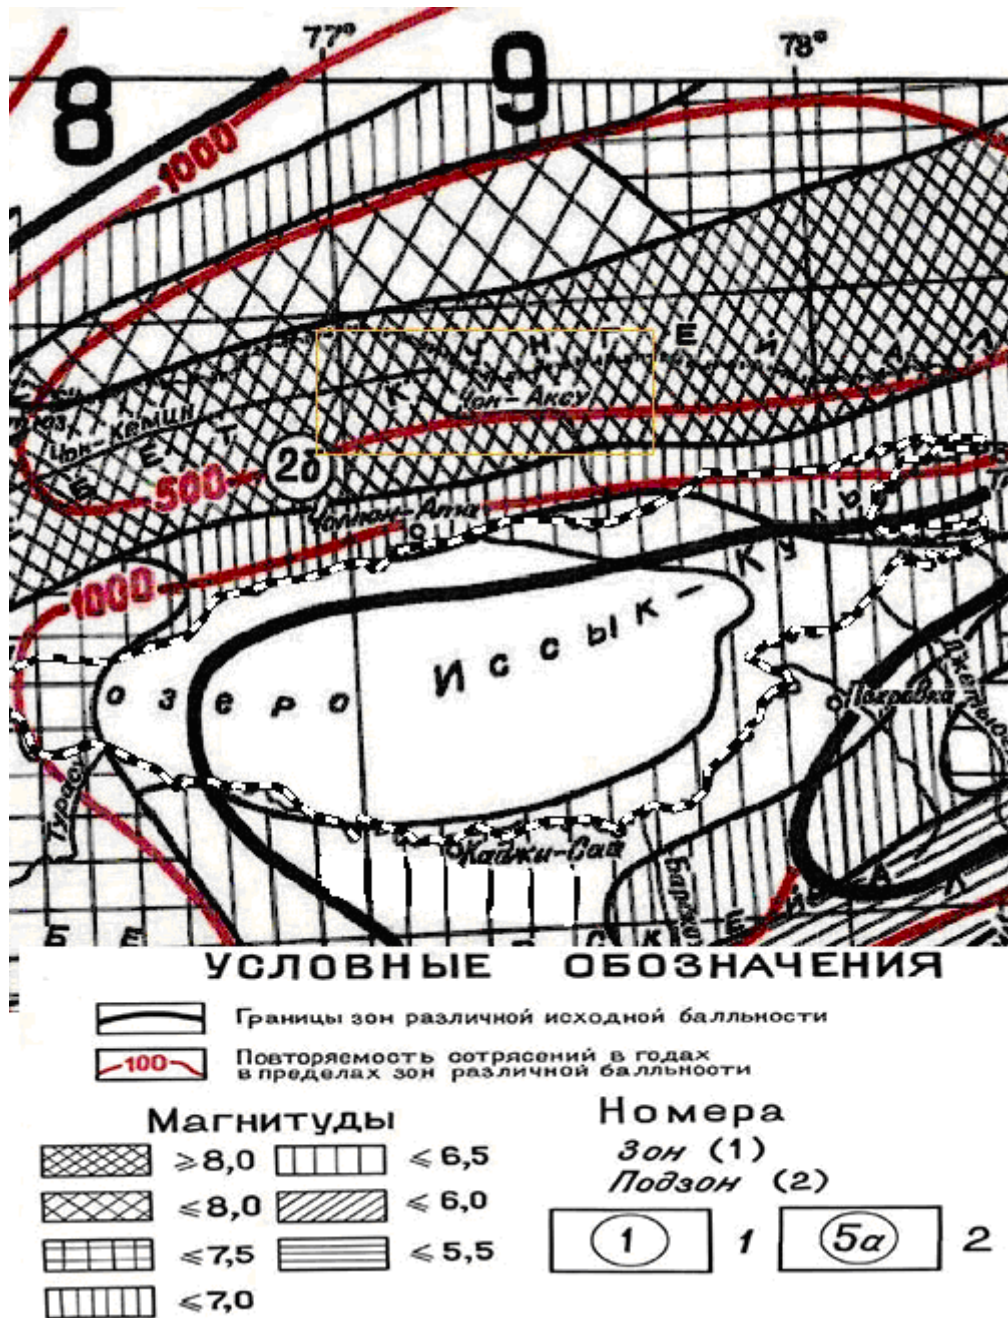 77°
78°
8
9
1000
Чон-Кемин
К У Н Г Е Й
А Л
Чон-Аксу
500
2д
Чолпон-Ата
1000
озеро Иссык-Куль
Покровка
Тураса
Каджи-Сай
УСЛОВНЫЕ ОБОЗНАЧЕНИЯ
Границы зон различной исходной балльности
100
Повторяемость сотрясений в годах
в пределах зон различной балльности
Магнитуды
Номера
Зон (1)
Подзон (2)
≥8,0
≤6,5
≤8,0
≤6,0
≤7,5
≤5,5
≤7,0
1 1
5а 2